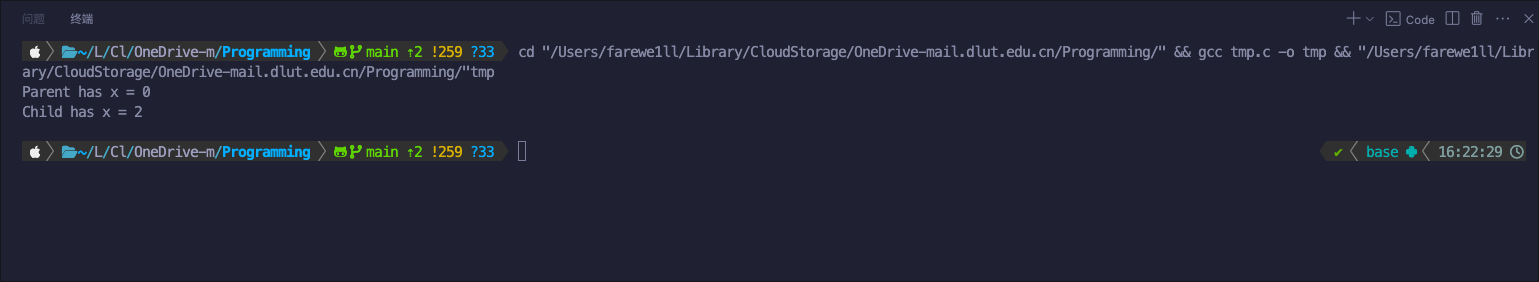 问题 终端 Code
~/L/Cl/OneDrive-m/Programming main ⇡2 !259 ?33 cd "/Users/farewe1ll/Library/CloudStorage/OneDrive-mail.dlut.edu.cn/Programming/" && gcc tmp.c -o tmp && "/Users/farewe1ll/Libr
ary/CloudStorage/OneDrive-mail.dlut.edu.cn/Programming/"tmp
Parent has x = 0
Child has x = 2
~/L/Cl/OneDrive-m/Programming main ⇡2 !259 ?33 ✔ base 16:22:29